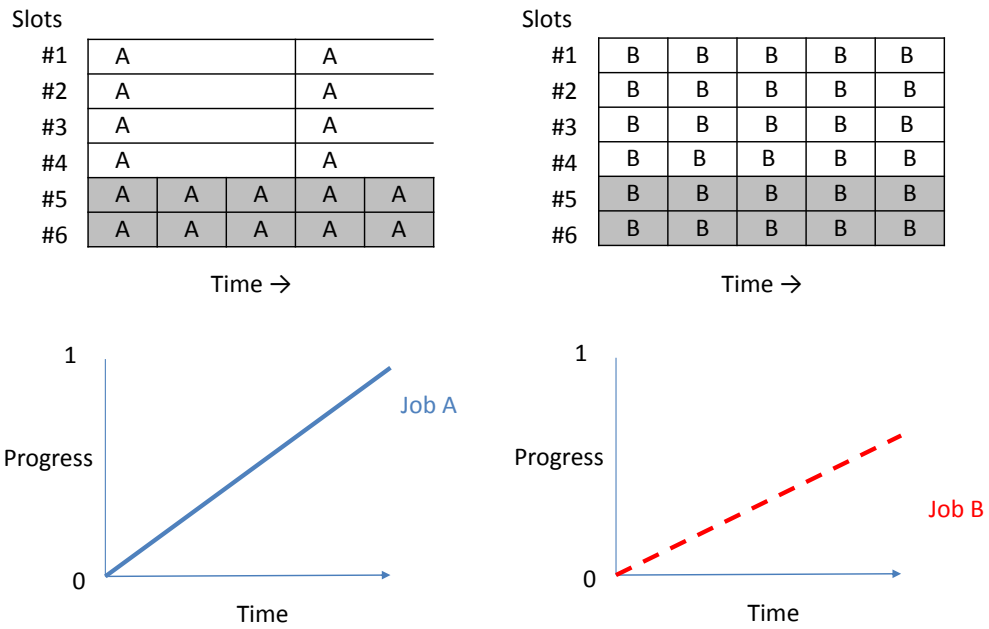 Slots
#1 A A
#2 A A
#3 A A
#4 A A
#5 A A A A A
#6 A A A A A
Time →
Slots
#1 B B B B B
#2 B B B B B
#3 B B B B B
#4 B B B B B
#5 B B B B B
#6 B B B B B
Time →
1
Job A
Progress
0
Time
1
Progress
Job B
0
Time